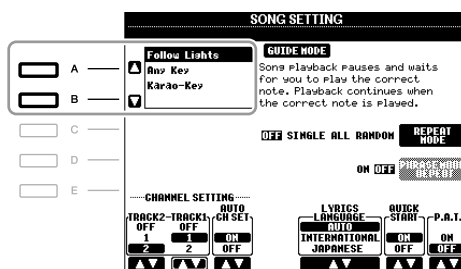 SONG SETTING
Follow Lights
Any Key
Karao-Key
GUIDE MODE
Song playback pauses and waits
for you to play the correct
note. Playback continues when
the correct note is played.
A
B
C
D
E
OFF SINGLE ALL RANDOM REPEAT MODE
ON OFF PHRASE MODE REPEAT
CHANNEL SETTING
TRACK2 TRACK1 AUTO CH SET
OFF OFF
1 1 ON
2 2 OFF
LYRICS LANGUAGE QUICK START P.A.T.
AUTO
INTERNATIONAL ON ON
JAPANESE OFF OFF